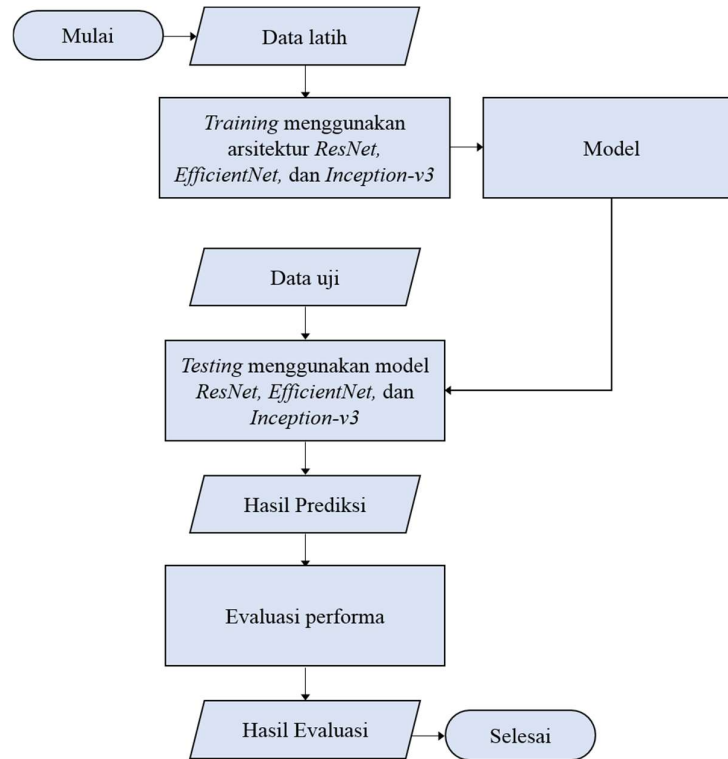 Mulai
Data latih
Training menggunakan
arsitektur ResNet,
EfficientNet, dan Inception-v3
Model
Data uji
Testing menggunakan model
ResNet, EfficientNet, dan
Inception-v3
Hasil Prediksi
Evaluasi performa
Hasil Evaluasi
Selesai